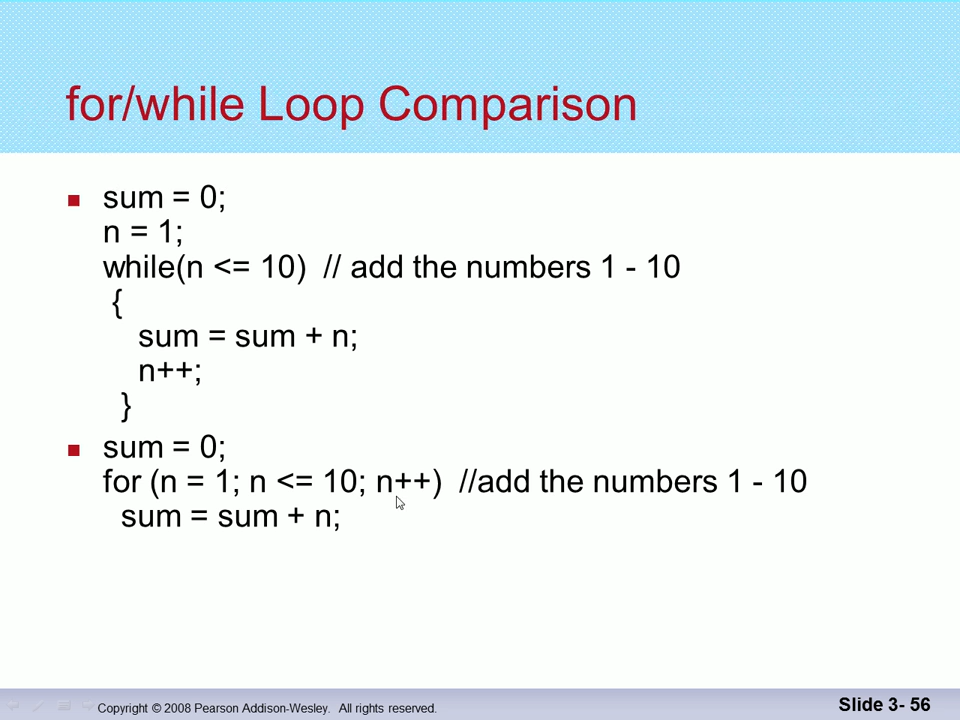 for/while Loop Comparison
sum = 0;
n = 1;
while(n <= 10) // add the numbers 1 - 10
{
sum = sum + n;
n++;
}
sum = 0;
for (n = 1; n <= 10; n++) //add the numbers 1 - 10
sum = sum + n;
Copyright © 2008 Pearson Addison-Wesley. All rights reserved.
Slide 3- 56